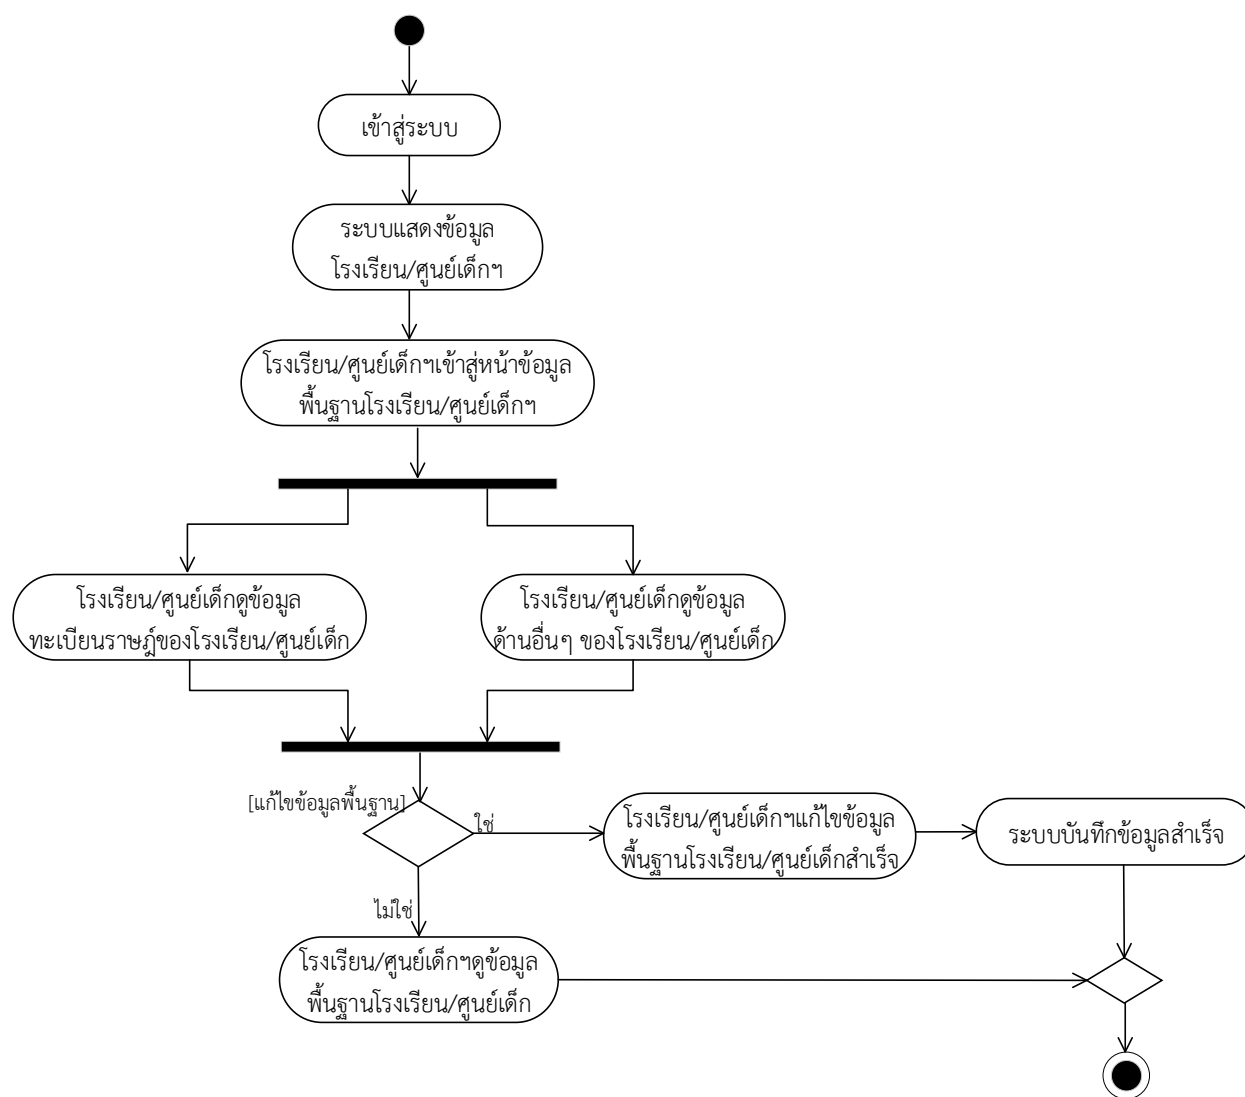 เข้าสู่ระบบ
ระบบแสดงข้อมูล
โรงเรียน/ศูนย์เด็กฯ
โรงเรียน/ศูนย์เด็กฯเข้าสู่หน้าข้อมูล
พื้นฐานโรงเรียน/ศูนย์เด็กฯ
โรงเรียน/ศูนย์เด็กดูข้อมูล
ทะเบียนราษฎ์ของโรงเรียน/ศูนย์เด็ก
โรงเรียน/ศูนย์เด็กดูข้อมูล
ด้านอื่นๆ ของโรงเรียน/ศูนย์เด็ก
[แก้ไขข้อมูลพื้นฐาน]
ใช่
โรงเรียน/ศูนย์เด็กฯแก้ไขข้อมูล
พื้นฐานโรงเรียน/ศูนย์เด็กสำเร็จ
ระบบบันทึกข้อมูลสำเร็จ
ไม่ใช่
โรงเรียน/ศูนย์เด็กฯดูข้อมูล
พื้นฐานโรงเรียน/ศูนย์เด็ก